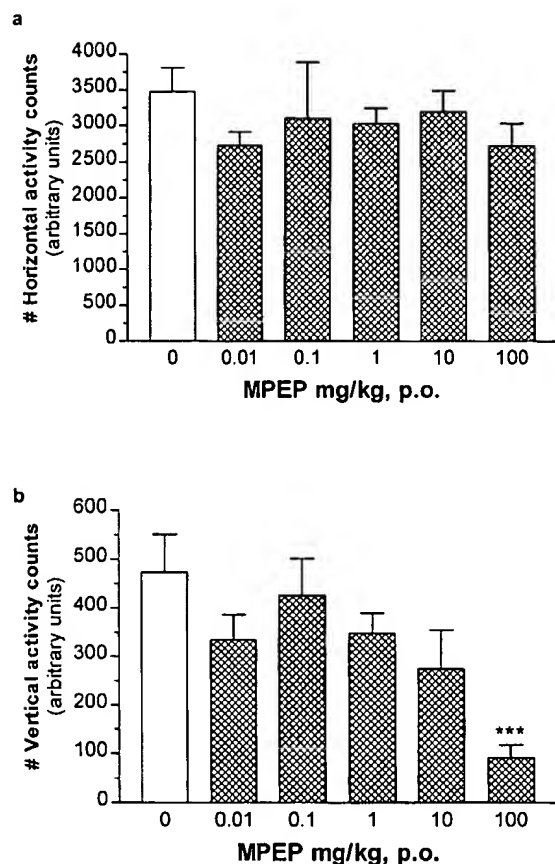 a
# Horizontal activity counts
(arbitrary units)
4000
3500
3000
2500
2000
1500
1000
500
0
0 0.01 0.1 1 10 100
MPEP mg/kg, p.o.
b
# Vertical activity counts
(arbitrary units)
600
500
400
300
200
100
0
***
0 0.01 0.1 1 10 100
MPEP mg/kg, p.o.